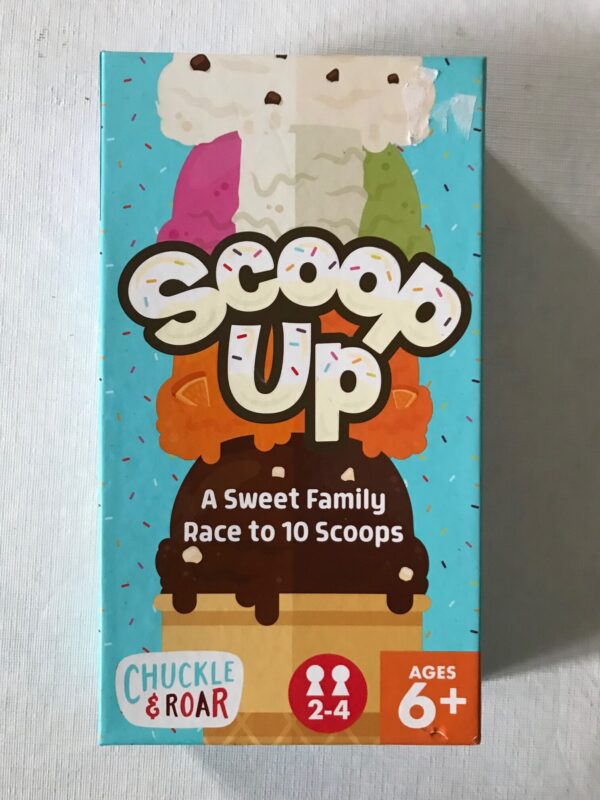 Scoop
Up
A Sweet Family
Race to 10 Scoops
CHUCKLE
& ROAR
2-4
AGES
6+